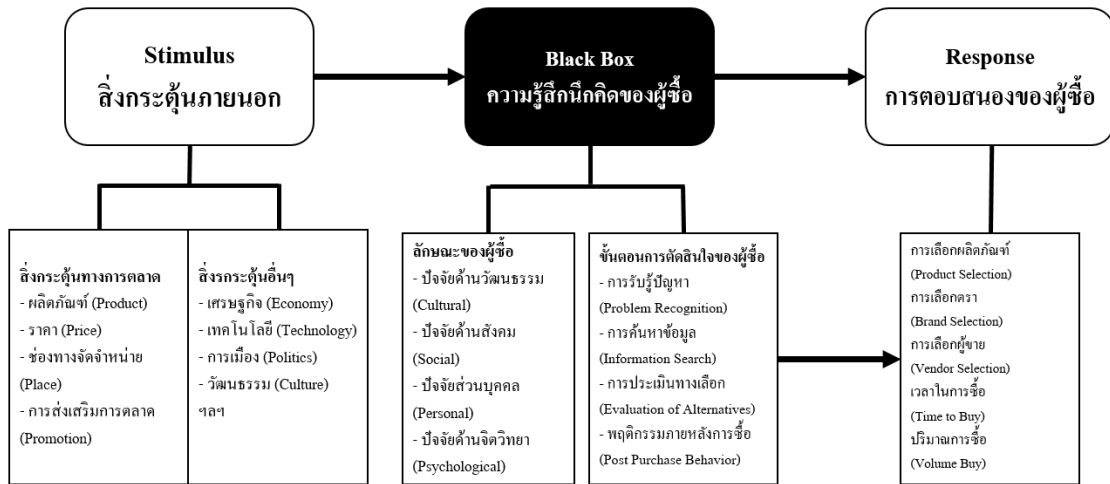 Stimulus
สิ่งกระตุ้นภายนอก
Black Box
ความรู้สึกนึกคิดของผู้ซื้อ
Response
การตอบสนองของผู้ซื้อ
สิ่งกระตุ้นทางการตลาด
- ผลิตภัณฑ์ (Product)
- ราคา (Price)
- ช่องทางจัดจำหน่าย
(Place)
- การส่งเสริมการตลาด
(Promotion)
สิ่งรกระตุ้นอื่นๆ
- เศรษฐกิจ (Economy)
- เทคโนโลยี (Technology)
- การเมือง (Politics)
- วัฒนธรรม (Culture)
ฯลฯ
ลักษณะของผู้ซื้อ
- ปัจจัยด้านวัฒนธรรม
(Cultural)
- ปัจจัยด้านสังคม
(Social)
- ปัจจัยส่วนบุคคล
(Personal)
- ปัจจัยด้านจิตวิทยา
(Psychological)
ขั้นตอนการตัดสินใจของผู้ซื้อ
- การรับรู้ปัญหา
(Problem Recognition)
- การค้นหาข้อมูล
(Information Search)
- การประเมินทางเลือก
(Evaluation of Alternatives)
- พฤติกรรมภายหลังการซื้อ
(Post Purchase Behavior)
การเลือกผลิตภัณฑ์
(Product Selection)
การเลือกตรา
(Brand Selection)
การเลือกผู้ขาย
(Vendor Selection)
เวลาในการซื้อ
(Time to Buy)
ปริมาณการซื้อ
(Volume Buy)